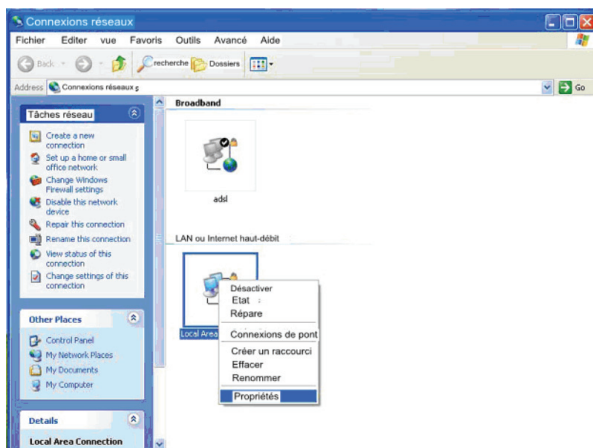 Connexions réseaux
Fichier Editer vue Favoris Outils Avancé Aide
Back recherche Dossiers
Address Connexions réseaux Go
Tâches réseau
Create a new
connection
Set up a home or small
office network
Change Windows
Firewall settings
Disable this network
device
Repair this connection
Rename this connection
View status of this
connection
Change settings of this
connection
Other Places
Control Panel
My Network Places
My Documents
My Computer
Details
Local Area Connection
Broadband
adsl
LAN ou Internet haut-débit
Local Area
Désactiver
Etat :
Répare
Connexions de pont
Créer un raccourci
Effacer
Renommer
Propriétés